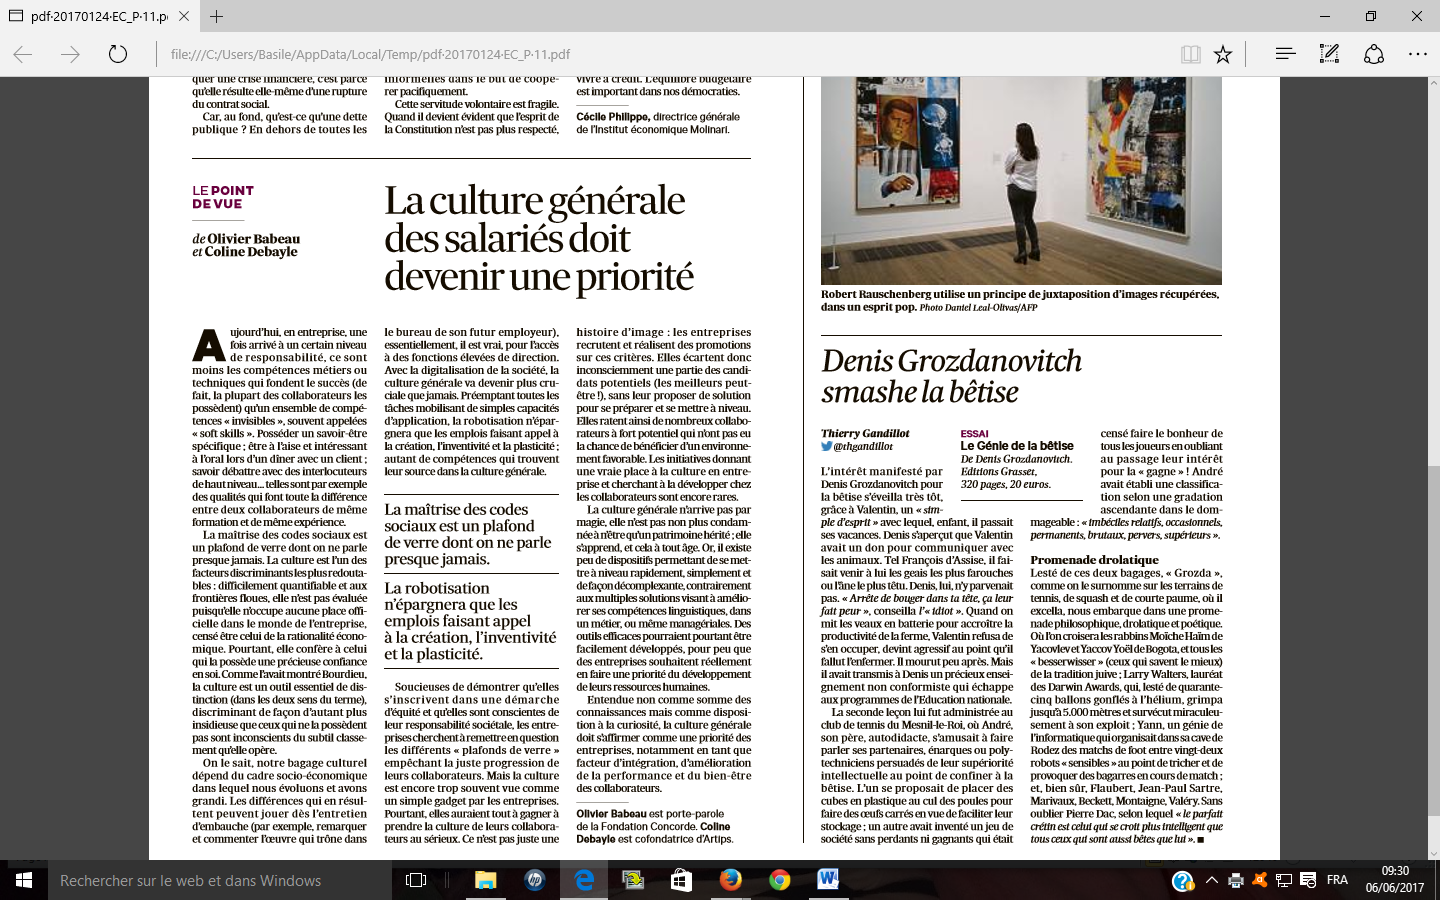 pdf-20170124-EC_P-11.p
file:///C:/Users/Basile/AppData/Local/Temp/pdf-20170124-EC_P-11.pdf
quer une crise financière, c'est parce
qu'elle résulte elle-même d'une rupture
du contrat social.
Car, au fond, qu'est-ce qu'une dette
publique ? En dehors de toutes les
informelles dans le but de coopé-
rer pacifiquement.
Cette servitude volontaire est fragile.
Quand il devient évident que l'esprit de
la Constitution n'est pas plus respecté,
vivre à crédit. L'équilibre budgétaire
est important dans nos démocraties.
Cécile Philippe, directrice générale
de l'Institut économique Molinari.
LE POINT
DE VUE
de Olivier Babeau
et Coline Debayle
La culture générale
des salariés doit
devenir une priorité
Aujourd'hui, en entreprise, une
fois arrivé à un certain niveau
de responsabilité, ce sont
moins les compétences métiers ou
techniques qui fondent le succès (de
fait, la plupart des collaborateurs les
possèdent) qu'un ensemble de compé-
tences « invisibles », souvent appelées
« soft skills ». Posséder un savoir-être
spécifique ; être à l'aise et intéressant
à l'oral lors d'un dîner avec un client ;
savoir débattre avec des interlocuteurs
de haut niveau... telles sont par exemple
des qualités qui font toute la différence
entre deux collaborateurs de même
formation et de même expérience.
La maîtrise des codes sociaux est
un plafond de verre dont on ne parle
presque jamais. La culture est l'un des
facteurs discriminants les plus redouta-
bles : difficilement quantifiable et aux
frontières floues, elle n'est pas évaluée
puisqu'elle n'occupe aucune place offi-
cielle dans le monde de l'entreprise,
censé être celui de la rationalité écono-
mique. Pourtant, elle confère à celui
qui la possède une précieuse confiance
en soi. Comme l'avait montré Bourdieu,
la culture est un outil essentiel de dis-
tinction (dans les deux sens du terme),
discriminant de façon d'autant plus
insidieuse que ceux qui ne la possèdent
pas sont inconscients du subtil classe-
ment qu'elle opère.
On le sait, notre bagage culturel
dépend du cadre socio-économique
dans lequel nous évoluons et avons
grandi. Les différences qui en résul-
tent peuvent jouer dès l'entretien
d'embauche (par exemple, remarquer
et commenter l'œuvre qui trône dans
le bureau de son futur employeur),
essentiellement, il est vrai, pour l'accès
à des fonctions élevées de direction.
Avec la digitalisation de la société, la
culture générale va devenir plus cru-
ciale que jamais. Préemptant toutes les
tâches mobilisant de simples capacités
d'application, la robotisation n'épar-
gnera que les emplois faisant appel à
la création, l'inventivité et la plasticité ;
autant de compétences qui trouvent
leur source dans la culture générale.
La maîtrise des codes
sociaux est un plafond
de verre dont on ne parle
presque jamais.
La robotisation
n'épargnera que les
emplois faisant appel
à la création, l'inventivité
et la plasticité.
Soucieuses de démontrer qu'elles
s'inscrivent dans une démarche
d'équité et qu'elles sont conscientes de
leur responsabilité sociétale, les entre-
prises cherchent à remettre en question
les différents « plafonds de verre »
empêchant la juste progression de
leurs collaborateurs. Mais la culture
est encore trop souvent vue comme
un simple gadget par les entreprises.
Pourtant, elles auraient tout à gagner à
prendre la culture de leurs collabora-
teurs au sérieux. Ce n'est pas juste une
histoire d'image : les entreprises
recrutent et réalisent des promotions
sur ces critères. Elles écartent donc
inconsciemment une partie des candi-
dats potentiels (les meilleurs peut-
être !), sans leur proposer de solution
pour se préparer et se mettre à niveau.
Elles ratent ainsi de nombreux collabo-
rateurs à fort potentiel qui n'ont pas eu
la chance de bénéficier d'un environne-
ment favorable. Les initiatives donnant
une vraie place à la culture en entre-
prise et cherchant à la développer chez
les collaborateurs sont encore rares.
La culture générale n'arrive pas par
magie, elle n'est pas non plus condam-
née à n'être qu'un patrimoine hérité ; elle
s'apprend, et cela à tout âge. Or, il existe
peu de dispositifs permettant de se met-
tre à niveau rapidement, simplement et
de façon décomplexante, contrairement
aux multiples solutions visant à amélio-
rer ses compétences linguistiques, dans
un métier, ou même managériales. Des
outils efficaces pourraient pourtant être
facilement développés, pour peu que
des entreprises souhaitent réellement
en faire une priorité du développement
de leurs ressources humaines.
Entendue non comme somme des
connaissances mais comme disposi-
tion à la curiosité, la culture générale
doit s'affirmer comme une priorité des
entreprises, notamment en tant que
facteur d'intégration, d'amélioration
de la performance et du bien-être
des collaborateurs.
Olivier Babeau est porte-parole
de la Fondation Concorde. Coline
Debayle est cofondatrice d'Artips.
Robert Rauschenberg utilise un principe de juxtaposition d'images récupérées,
dans un esprit pop. Photo Daniel Leal-Olivas/AFP
Denis Grozdanovitch
smashe la bêtise
Thierry Gandillot
@thgandillot
ESSAI
Le Génie de la bêtise
De Denis Grozdanovitch.
Editions Grasset,
320 pages, 20 euros.
L'intérêt manifesté par
Denis Grozdanovitch pour
la bêtise s'éveilla très tôt,
grâce à Valentin, un « sim-
ple d'esprit » avec lequel, enfant, il passait
ses vacances. Denis s'aperçut que Valentin
avait un don pour communiquer avec
les animaux. Tel François d'Assise, il fai-
sait venir à lui les geais les plus farouches
ou l'âne le plus têtu. Denis, lui, n'y parvenait
pas. « Arrête de bouger dans ta tête, ça leur
fait peur », conseilla l'« idiot ». Quand on
mit les veaux en batterie pour accroître la
productivité de la ferme, Valentin refusa de
s'en occuper, devint agressif au point qu'il
fallut l'enfermer. Il mourut peu après. Mais
il avait transmis à Denis un précieux ensei-
gnement non conformiste qui échappe
aux programmes de l'Education nationale.
La seconde leçon lui fut administrée au
club de tennis du Mesnil-le-Roi, où André,
son père, autodidacte, s'amusait à faire
parler ses partenaires, énarques ou poly-
techniciens persuadés de leur supériorité
intellectuelle au point de confiner à la
bêtise. L'un se proposait de placer des
cubes en plastique au cul des poules pour
faire des œufs carrés en vue de faciliter leur
stockage ; un autre avait inventé un jeu de
société sans perdants ni gagnants qui était
censé faire le bonheur de
tous les joueurs en oubliant
au passage leur intérêt
pour la « gagne » ! André
avait établi une classifica-
tion selon une gradation
ascendante dans le dom-
mageable : « imbéciles relatifs, occasionnels,
permanents, brutaux, pervers, supérieurs ».
Promenade drolatique
Lesté de ces deux bagages, « Grozda »,
comme on le surnomme sur les terrains de
tennis, de squash et de courte paume, où il
excella, nous embarque dans une prome-
nade philosophique, drolatique et poétique.
Où l'on croisera les rabbins Moïche Haïm de
Yacovlev et Yaccov Yoël de Bogota, et tous les
« besserwisser » (ceux qui savent le mieux)
de la tradition juive ; Larry Walters, lauréat
des Darwin Awards, qui, lesté de quarante-
cinq ballons gonflés à l'hélium, grimpa
jusqu'à 5.000 mètres et survécut miraculeu-
sement à son exploit ; Yann, un génie de
l'informatique qui organisait dans sa cave de
Rodez des matchs de foot entre vingt-deux
robots « sensibles » au point de tricher et de
provoquer des bagarres en cours de match ;
et, bien sûr, Flaubert, Jean-Paul Sartre,
Marivaux, Beckett, Montaigne, Valéry. Sans
oublier Pierre Dac, selon lequel « le parfait
crétin est celui qui se croit plus intelligent que
tous ceux qui sont aussi bêtes que lui ».
Rechercher sur le web et dans Windows
FRA
09:30
06/06/2017